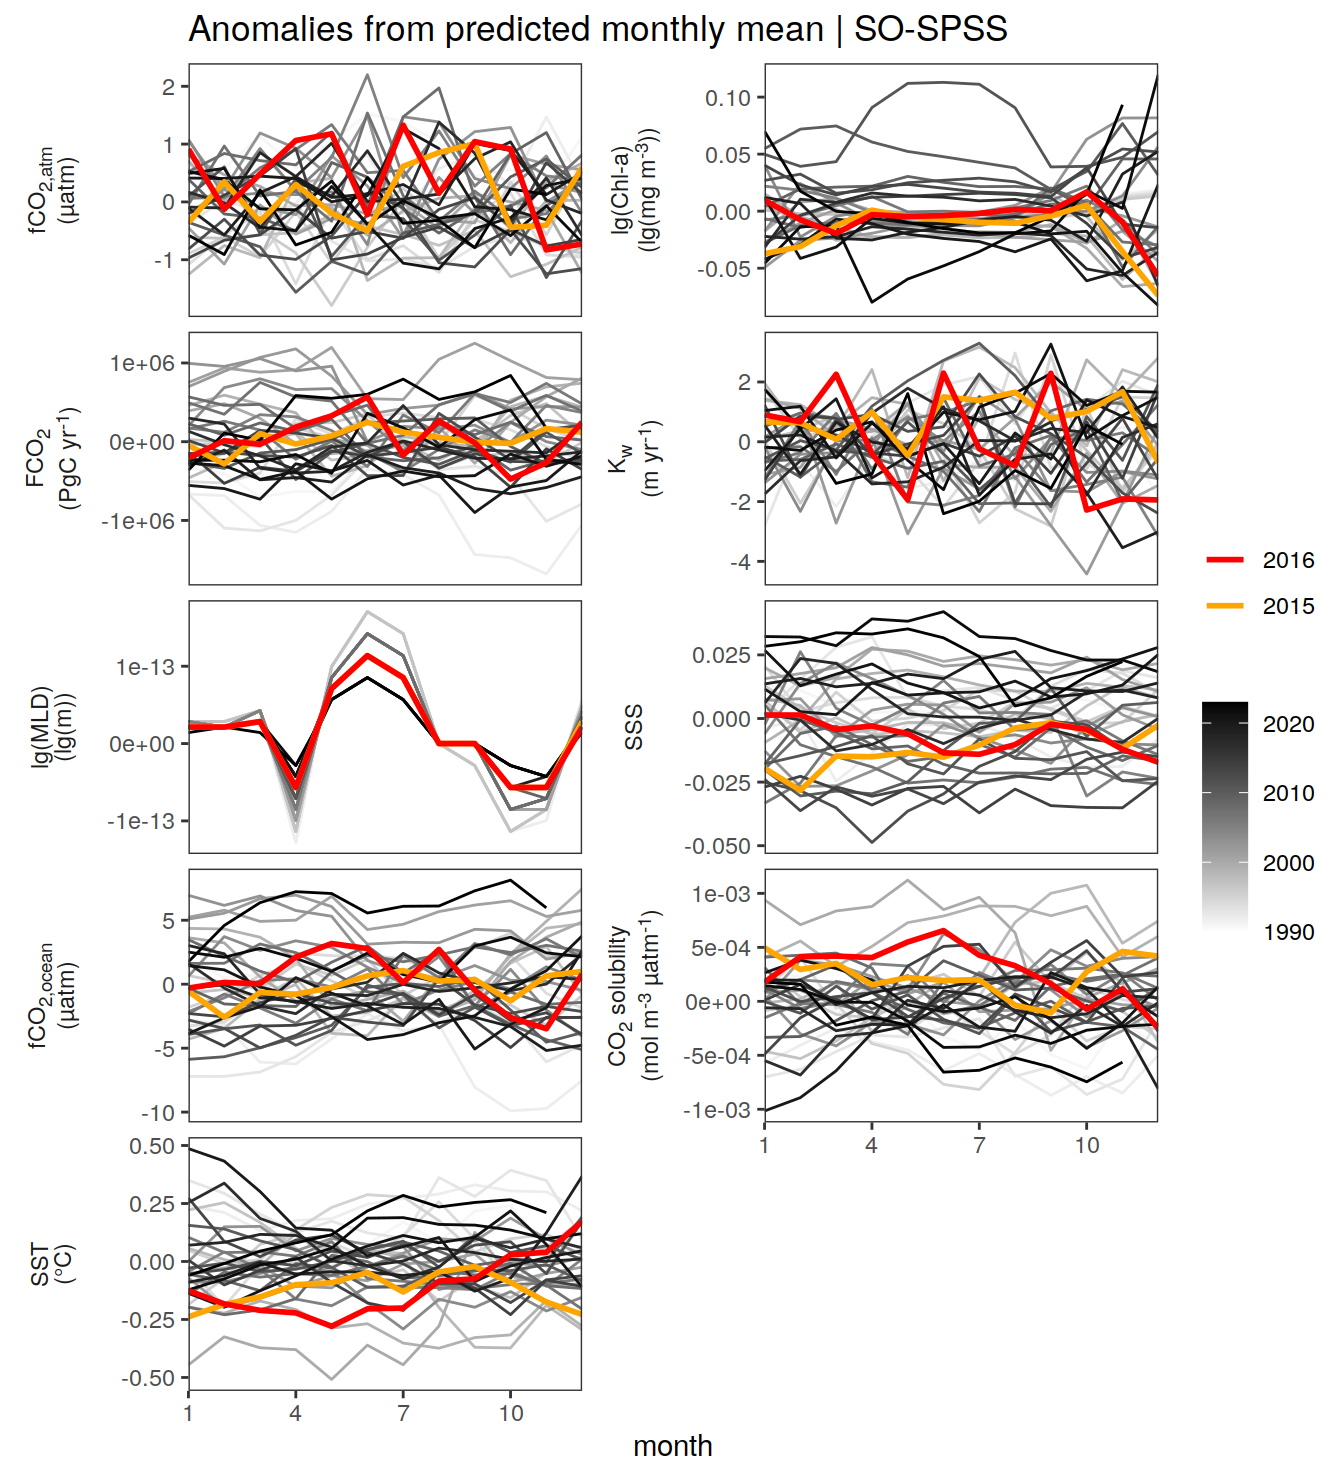 Anomalies from predicted monthly mean | SO-SPSS
fCO2,atm
(µatm)
2
1
0
-1
lg(Chl-a)
(lg(mg m-3))
0.10
0.05
0.00
-0.05
FCO2
(PgC yr-1)
1e+06
0e+00
-1e+06
Kw
(m yr-1)
2
0
-2
-4
lg(MLD)
(lg(m))
1e-13
0e+00
-1e-13
SSS
0.025
0.000
-0.025
-0.050
fCO2,ocean
(µatm)
5
0
-5
-10
CO2 solubility
(mol m-3 µatm-1)
1e-03
5e-04
0e+00
-5e-04
-1e-03
1 4 7 10
SST
(°C)
0.50
0.25
0.00
-0.25
-0.50
1 4 7 10
month
2016
2015
2020
2010
2000
1990